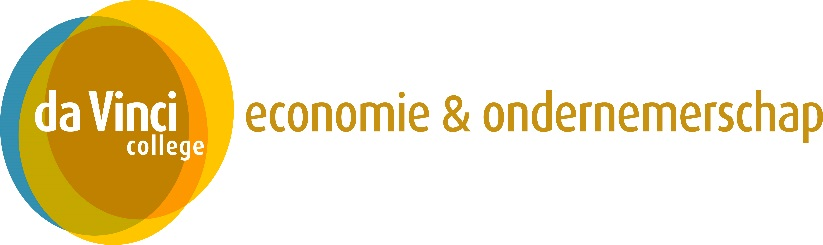 da Vinci
college
economie & ondernemerschap